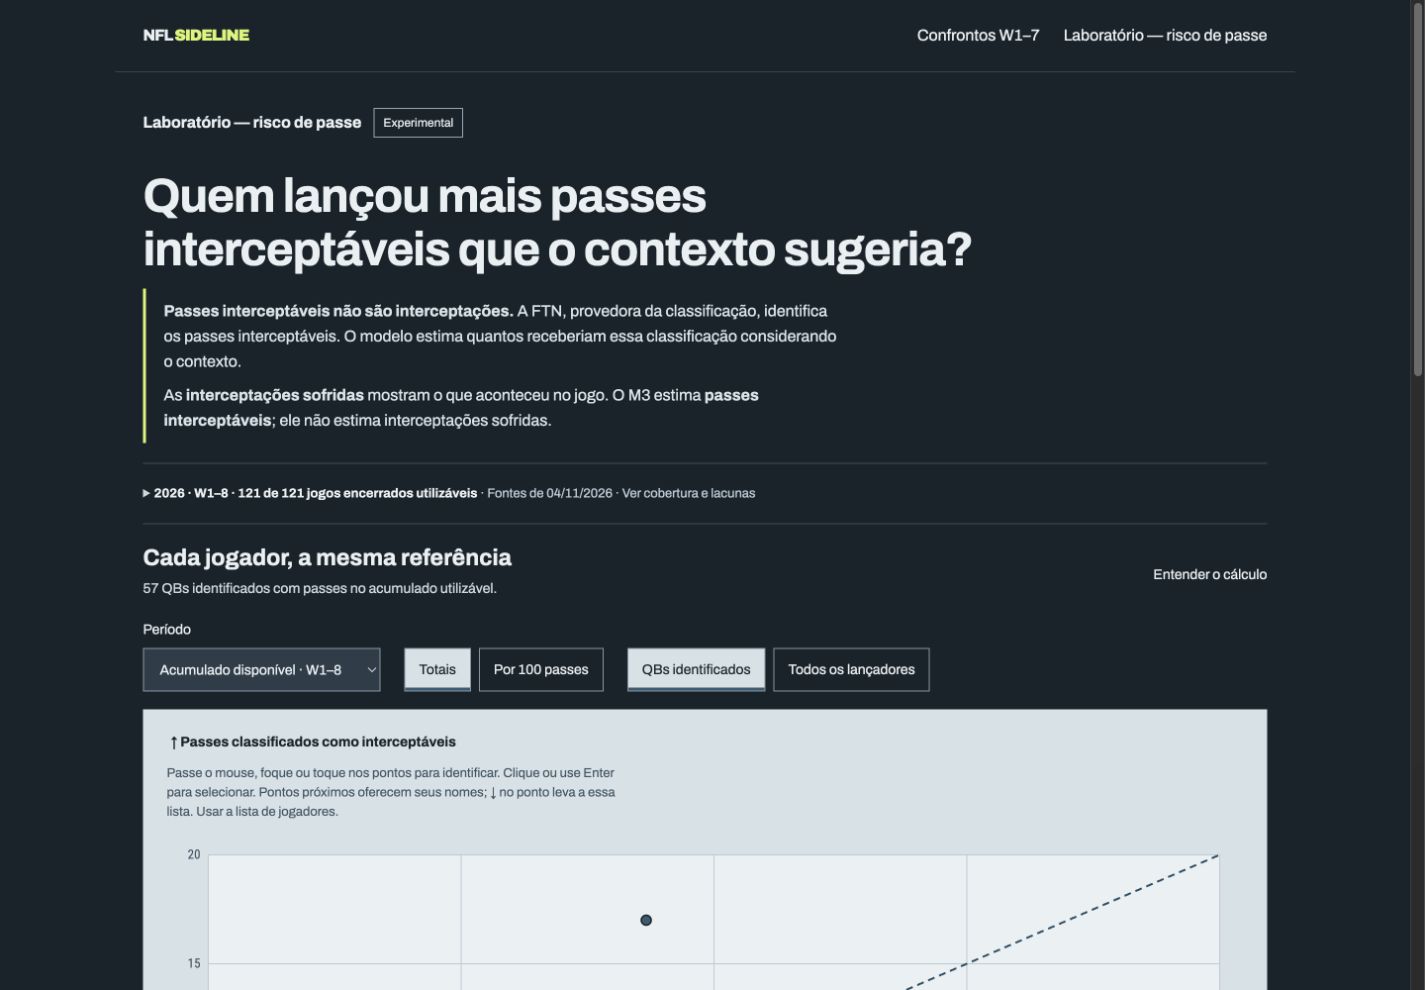 NFL SIDELINE
Confrontos W1–7 Laboratório — risco de passe
Laboratório — risco de passe Experimental
Quem lançou mais passes
interceptáveis que o contexto sugeria?
Passes interceptáveis não são interceptações. A FTN, provedora da classificação, identifica
os passes interceptáveis. O modelo estima quantos receberiam essa classificação considerando
o contexto.
As interceptações sofridas mostram o que aconteceu no jogo. O M3 estima passes
interceptáveis; ele não estima interceptações sofridas.
▶ 2026 · W1–8 · 121 de 121 jogos encerrados utilizáveis · Fontes de 04/11/2026 · Ver cobertura e lacunas
Cada jogador, a mesma referência
57 QBs identificados com passes no acumulado utilizável.
Entender o cálculo
Período
Acumulado disponível · W1–8 Totais Por 100 passes QBs identificados Todos os lançadores
↑ Passes classificados como interceptáveis
Passe o mouse, foque ou toque nos pontos para identificar. Clique ou use Enter
para selecionar. Pontos próximos oferecem seus nomes; ↓ no ponto leva a essa
lista. Usar a lista de jogadores.
20
15